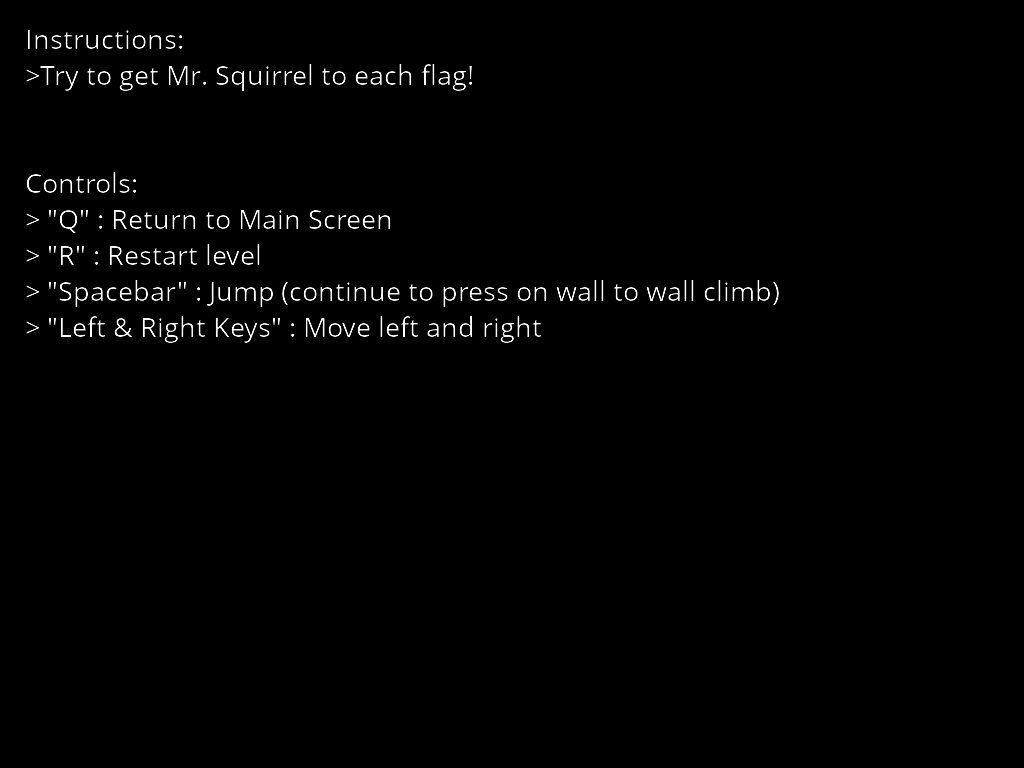 Instructions:
>Try to get Mr. Squirrel to each flag!
Controls:
> "Q" : Return to Main Screen
> "R" : Restart level
> "Spacebar" : Jump (continue to press on wall to wall climb)
> "Left & Right Keys" : Move left and right